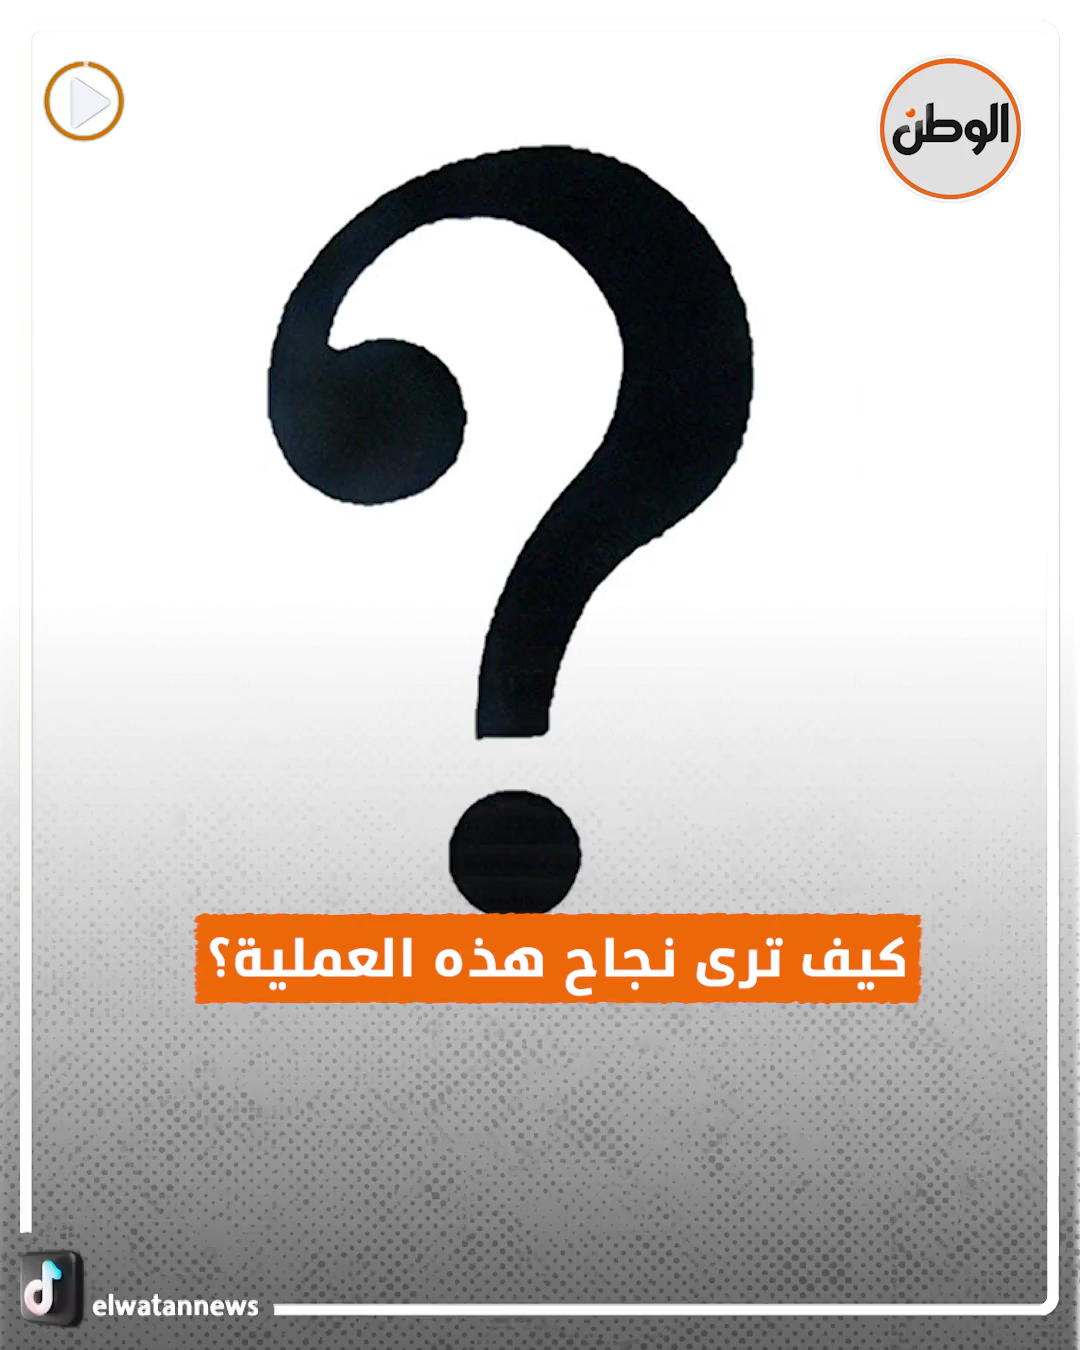 الوطن
?
كيف ترى نجاح هذه العملية؟
elwatannews